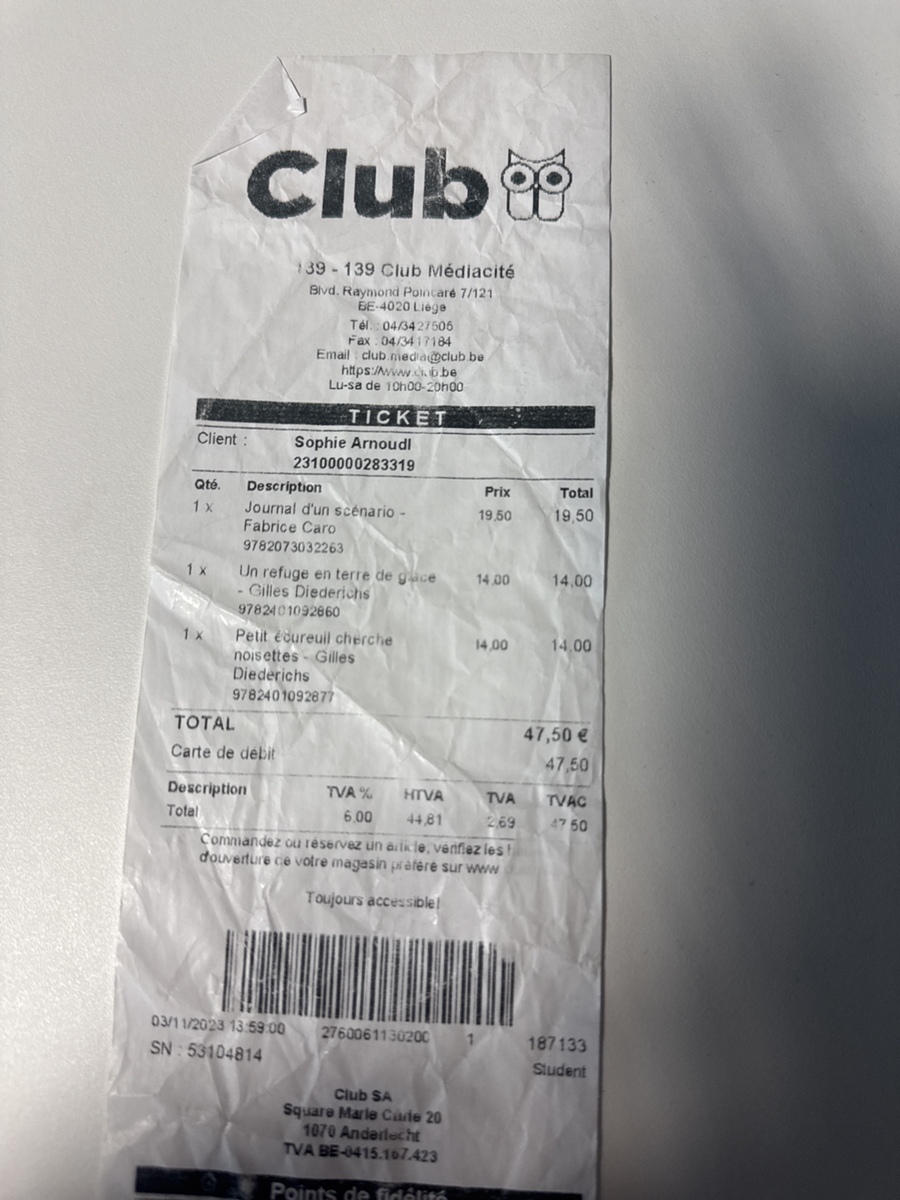 Club
139 - 139 Club Médiacité
Blvd. Raymond Poincaré 7/121
BE-4020 Liège
Tél. : 04/3427506
Fax : 04/3417184
Email : club.media@club.be
https://www.club.be
Lu-sa de 10h00-20h00
TICKET
Client : Sophie Arnoudl
23100000283319
Qté. Description Prix Total
1 x Journal d'un scénario - 19,50 19,50
Fabrice Caro
9782073032263
1 x Un refuge en terre de glace 14,00 14,00
- Gilles Diederichs
9782401092860
1 x Petit écureuil cherche 14,00 14,00
noisettes - Gilles
Diederichs
9782401092877
TOTAL 47,50 €
Carte de débit 47,50
Description TVA % HTVA TVA TVAC
Total 6,00 44,81 2,69 47,50
Commandez ou réservez un article, vérifiez les
d'ouverture de votre magasin préféré sur www
Toujours accessible!
03/11/2023 13:59:00 2760061130200 1 187133
SN : 53104814 Student
Club SA
Square Marie Curie 20
1070 Anderlecht
TVA BE-0415.167.423
Points de fidélité